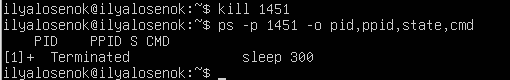 ilyalosenok@ilyalosenok:~$ kill 1451
ilyalosenok@ilyalosenok:~$ ps -p 1451 -o pid,ppid,state,cmd
    PID    PPID S CMD
[1]+  Terminated              sleep 300
ilyalosenok@ilyalosenok:~$ _